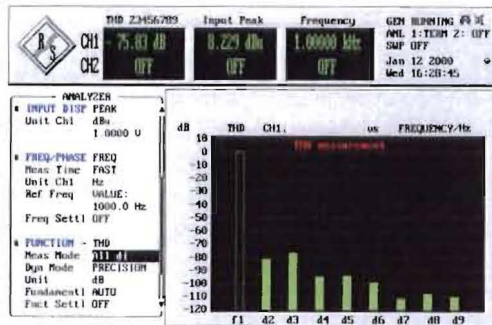 THD 23456789 Input Peak Frequency
CH1 - 75.83 dB 8.229 dBu 1.00000 kHz
CH2 OFF OFF OFF
GEN RUNNING
ANL 1:TERM 2: OFF
SWP OFF
Jan 12 2000
Wed 16:28:45
R S
ANALYZER
INPUT DISP PEAK
Unit Ch1 dBu
1.0000 V
FREQ/PHASE FREQ
Meas Time FAST
Unit Ch1 Hz
Ref Freq VALUE:
1000.0 Hz
Freq Settl OFF
FUNCTION - THD
Meas Mode All di
Dyn Mode PRECISION
Unit dB
Fundamentl AUTO
Fnct Settl OFF
dB THD CH1, vs FREQUENCY/Hz
THD measurement
10
0
-10
-20
-30
-40
-50
-60
-70
-80
-90
-100
-110
-120
f1 d2 d3 d4 d5 d6 d7 d8 d9